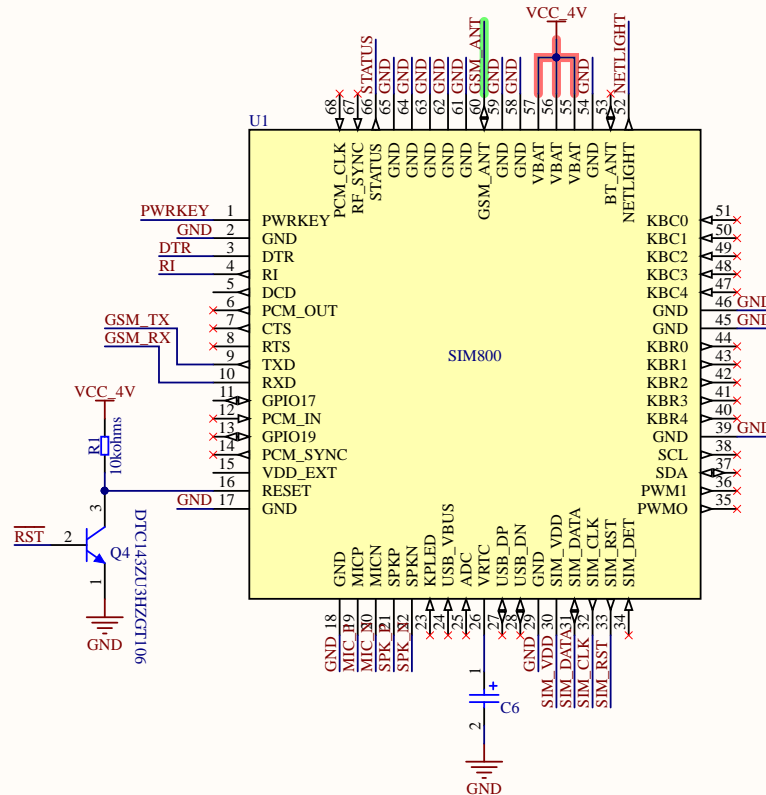 VCC_4V
STATUS
GND
GND
GND
GND
GND
GSM_ANT
GND
GND
GND
NETLIGHT
68
67
66
65
64
63
62
61
60
59
58
57
56
55
54
53
52
U1
PCM_CLK
RF_SYNC
STATUS
GND
GND
GND
GND
GND
GSM_ANT
GND
GND
VBAT
VBAT
VBAT
GND
BT_ANT
NETLIGHT
PWRKEY 1 PWRKEY
GND 2 GND
DTR 3 DTR
RI 4 RI
5 DCD
6 PCM_OUT
GSM_TX 7 CTS
GSM_RX 8 RTS
9 TXD
10 RXD
11 GPIO17
12 PCM_IN
13 GPIO19
14 PCM_SYNC
15 VDD_EXT
16 RESET
GND 17 GND
SIM800
KBC0 51
KBC1 50
KBC2 49
KBC3 48
KBC4 47
GND 46 GND
GND 45 GND
KBR0 44
KBR1 43
KBR2 42
KBR3 41
KBR4 40
GND 39 GND
SCL 38
SDA 37
PWM1 36
PWMO 35
VCC_4V
R1
10kohms
3
RST 2
Q4
1
DTC143ZU3HZGT106
GND
GND
MICP
MICN
SPKP
SPKN
KPLED
USB_VBUS
ADC
VRTC
USB_DP
USB_DN
GND
SIM_VDD
SIM_DATA
SIM_CLK
SIM_RST
SIM_DET
18
19
20
21
22
23
24
25
26
27
28
29
30
31
32
33
34
GND
MIC_P
MIC_N
SPK_P
SPK_N
GND
SIM_VDD
SIM_DATA
SIM_CLK
SIM_RST
1
+
C6
2
GND